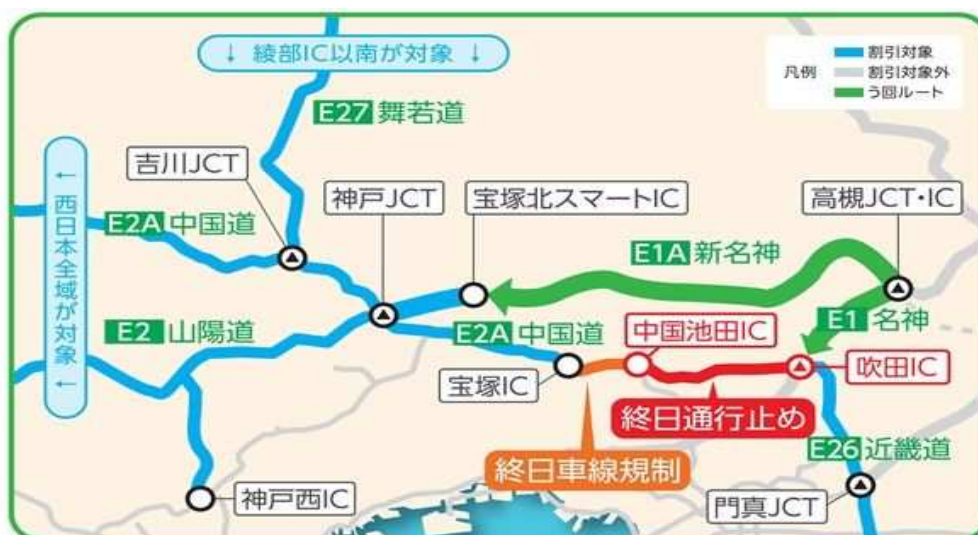 ↓ 綾部IC以南が対象 ↓
凡例
割引対象
割引対象外
う回ルート
E27 舞若道
吉川JCT
神戸JCT
宝塚北スマートIC
高槻JCT・IC
← 西日本全域が対象 ←
E2A 中国道
E1A 新名神
E2 山陽道
E2A 中国道
中国池田IC
E1 名神
宝塚IC
吹田IC
終日通行止め
終日車線規制
E26 近畿道
神戸西IC
門真JCT